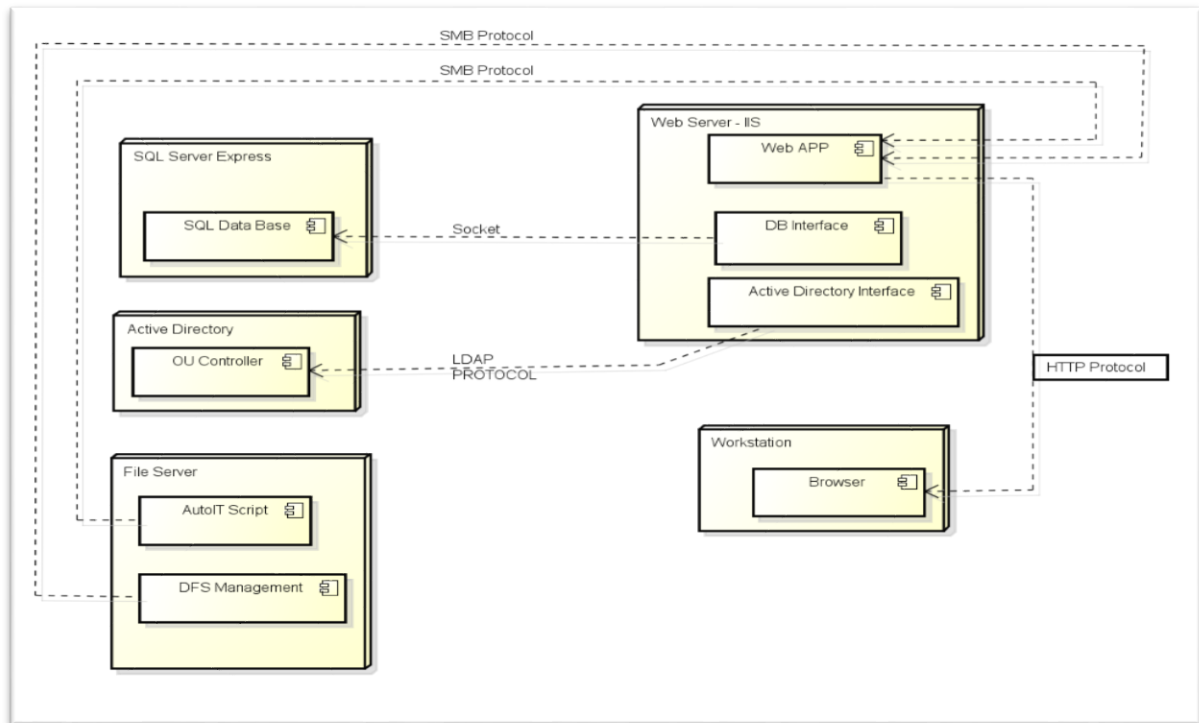 SMB Protocol
SMB Protocol
Web Server - IIS
Web APP
SQL Server Express
SQL Data Base
Socket
DB Interface
Active Directory Interface
Active Directory
OU Controller
LDAP
PROTOCOL
HTTP Protocol
Workstation
Browser
File Server
AutoIT Script
DFS Management